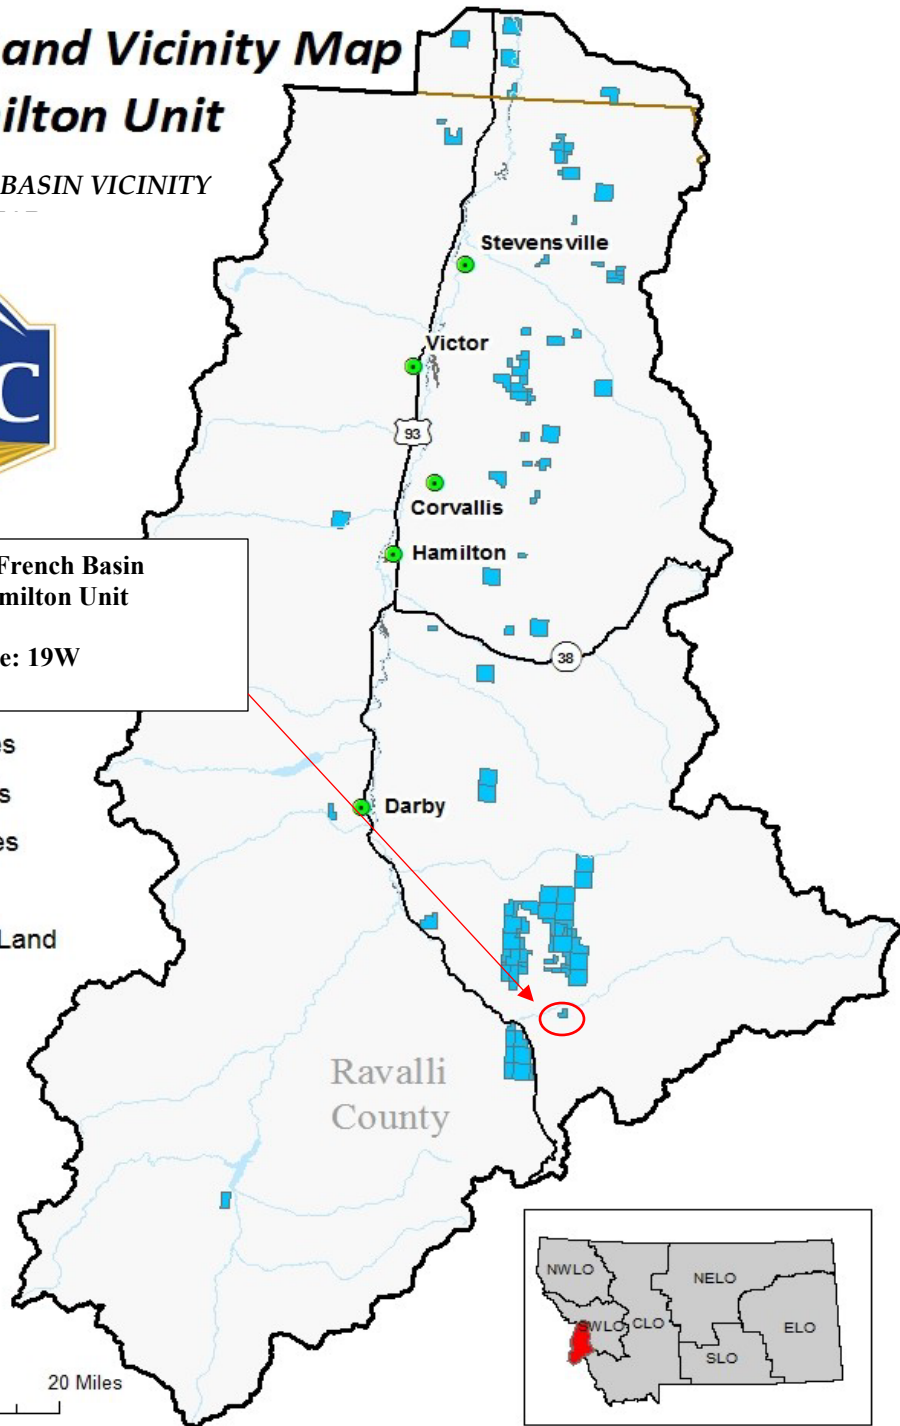 and Vicinity Map
ilton Unit
BASIN VICINITY
C
Stevensville
Victor
93
Corvallis
Hamilton
French Basin
milton Unit
e: 19W
38
es
s
es
Darby
Land
Ravalli
County
NWLO
NELO
SWLO
CLO
ELO
SLO
20 Miles